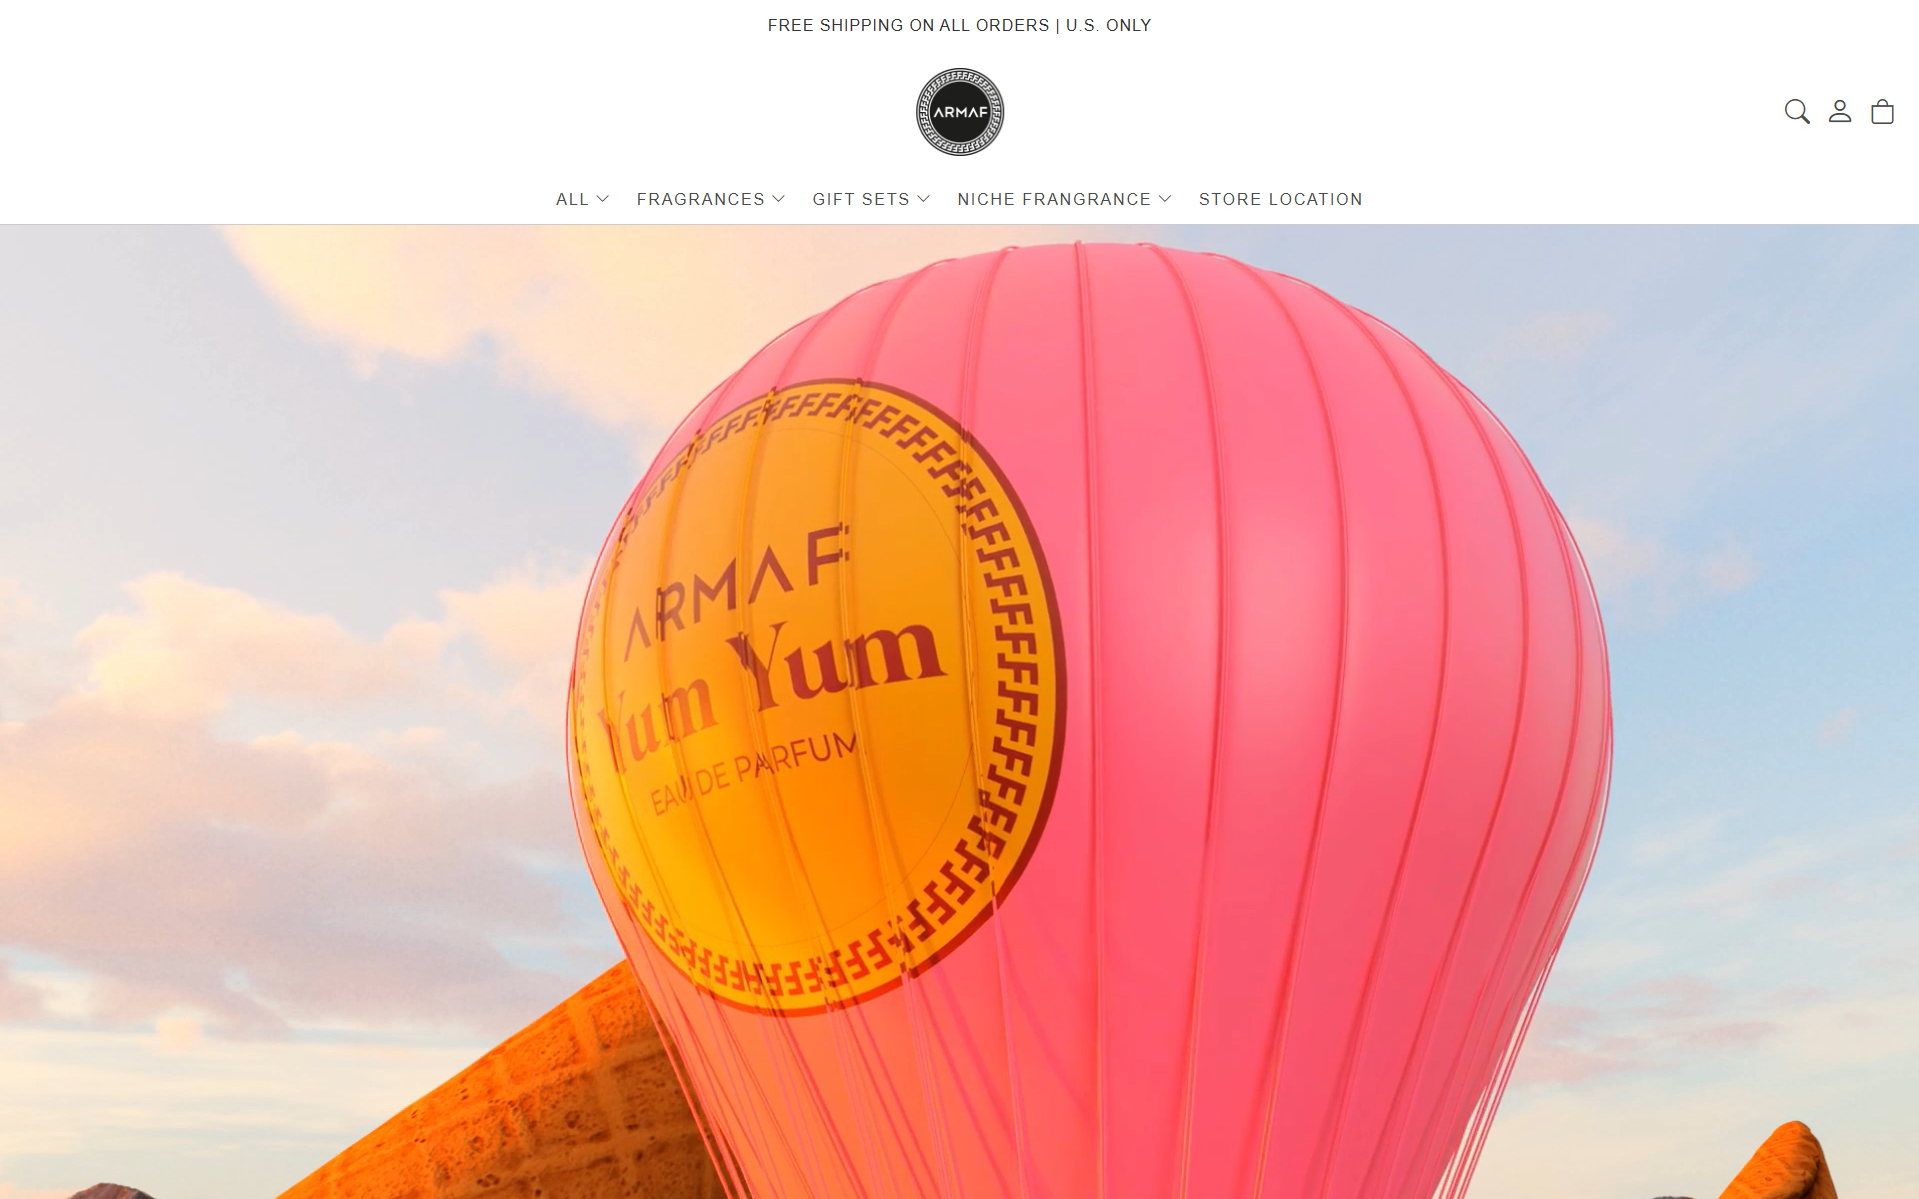 FREE SHIPPING ON ALL ORDERS | U.S. ONLY
ARMAF
ALL
FRAGRANCES
GIFT SETS
NICHE FRANGRANCE
STORE LOCATION
ARMAF
Yum Yum
EAU DE PARFUM